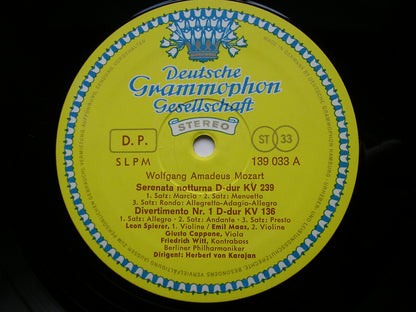 Deutsche
Grammophon
Gesellschaft
STEREO
D. P.
ST 33
SLPM
139 033 A
Wolfgang Amadeus Mozart
Serenata notturna D-dur KV 239
1. Satz: Marcia - 2. Satz: Menuetto
3. Satz: Rondo: Allegretto-Adagio-Allegro
Divertimento Nr. 1 D-dur KV 136
1. Satz: Allegro - 2. Satz: Andante - 3. Satz: Presto
Leon Spierer, 1. Violine / Emil Maas, 2. Violine
Giusto Cappone, Viola
Friedrich Witt, Kontrabass
Berliner Philharmoniker
Dirigent: Herbert von Karajan